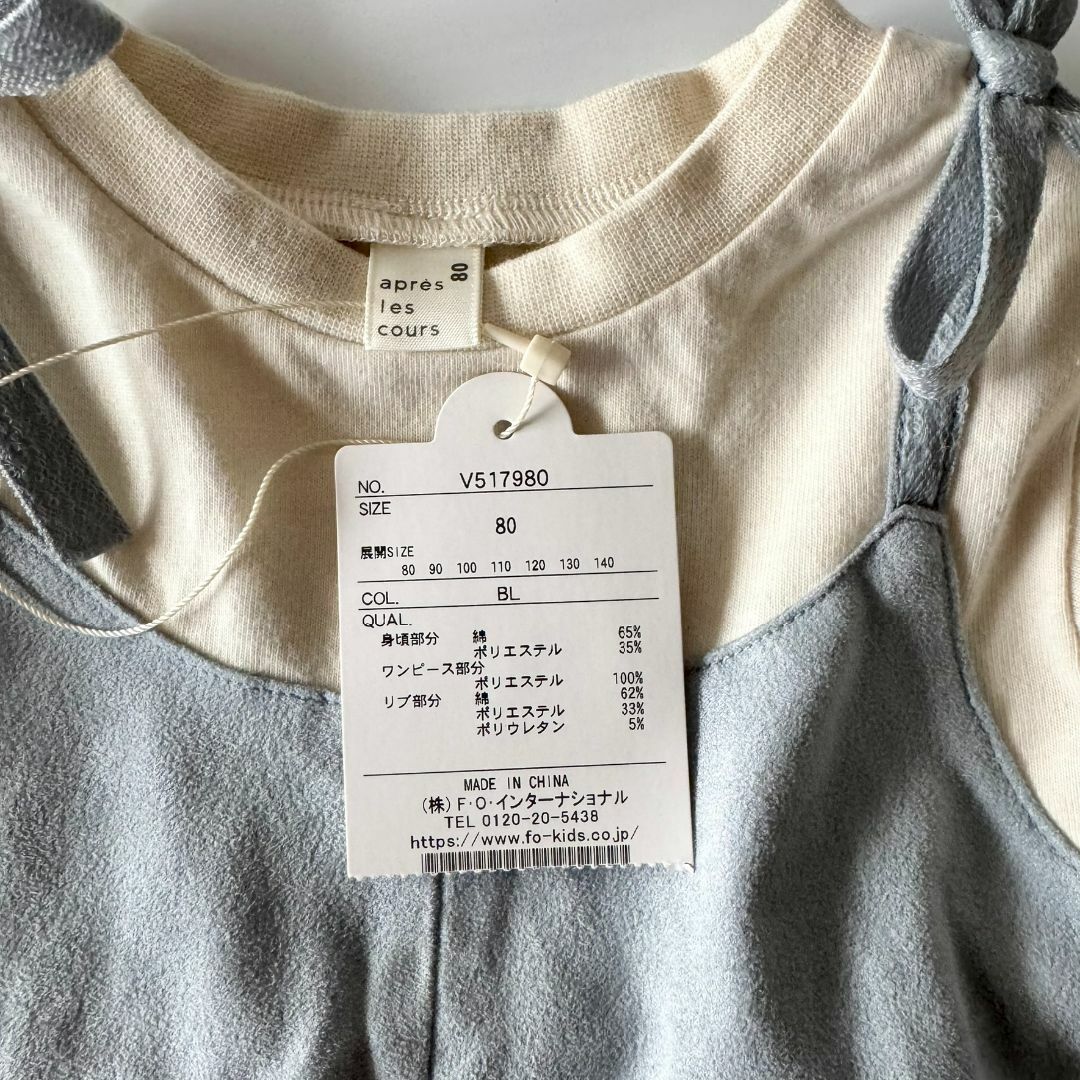 80
après
les
cours
NO. V517980
SIZE
80
展開SIZE
80 90 100 110 120 130 140
COL. BL
QUAL.
身頃部分 綿 65%
ポリエステル 35%
ワンピース部分
ポリエステル 100%
リブ部分 綿 62%
ポリエステル 33%
ポリウレタン 5%
MADE IN CHINA
(株)F・O・インターナショナル
TEL 0120-20-5438
https://www.fo-kids.co.jp/